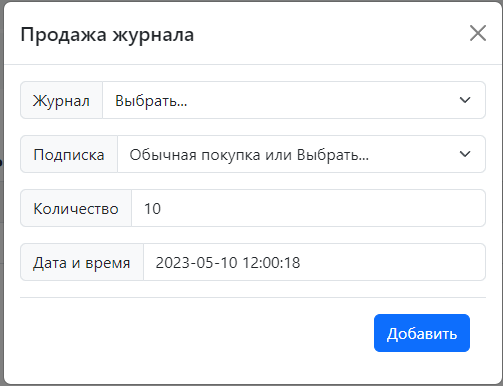 Продажа журнала
Журнал Выбрать...
Подписка Обычная покупка или Выбрать...
Количество 10
Дата и время 2023-05-10 12:00:18
Добавить